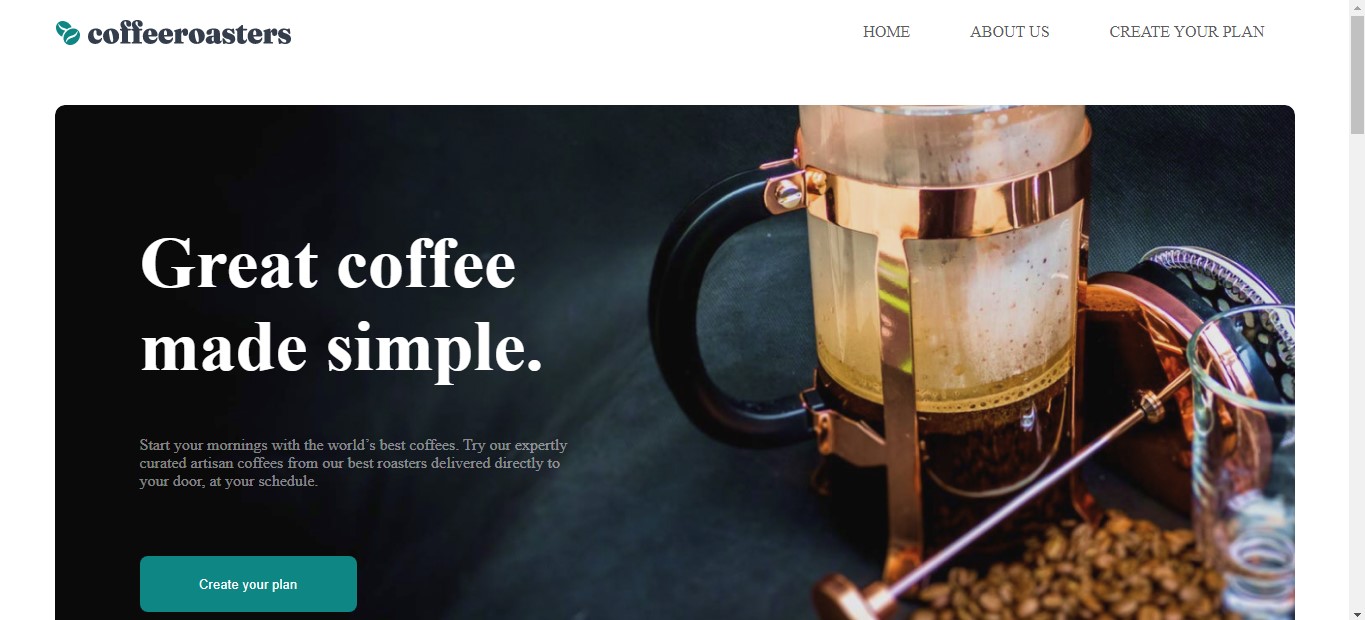 coffeeroasters
HOME ABOUT US CREATE YOUR PLAN
Great coffee
made simple.
Start your mornings with the world’s best coffees. Try our expertly
curated artisan coffees from our best roasters delivered directly to
your door, at your schedule.
Create your plan